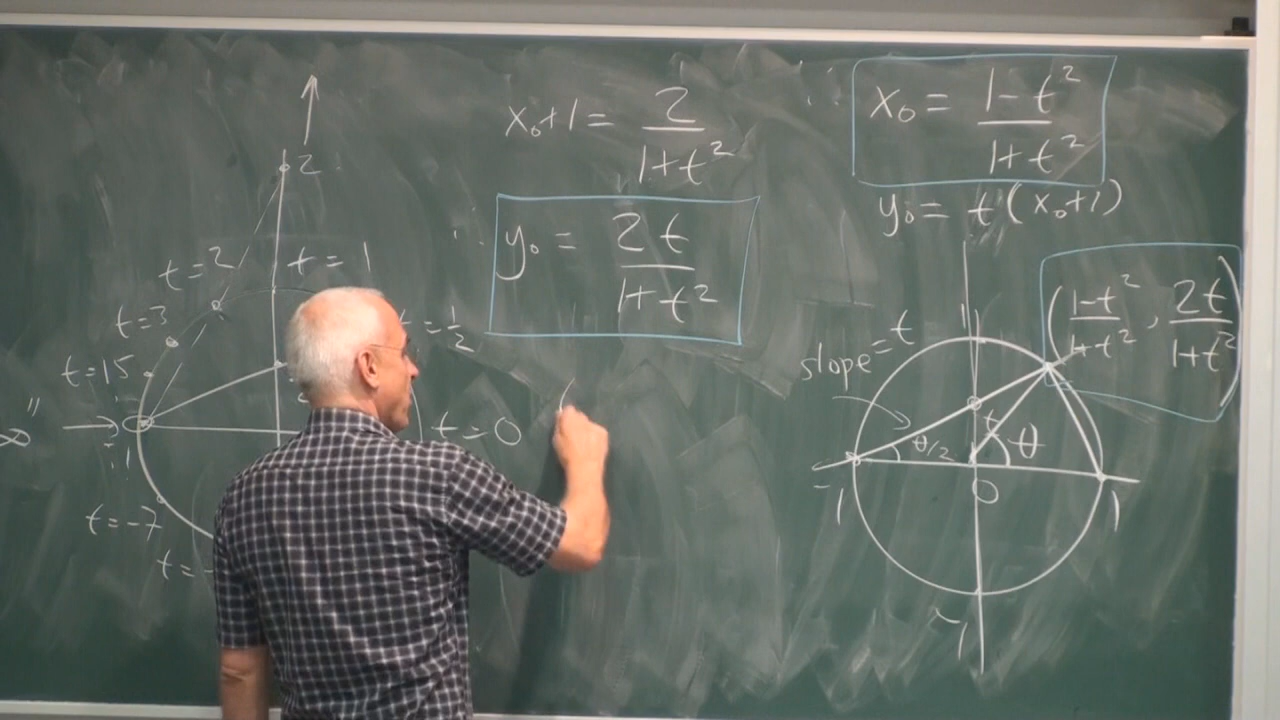 2
t=2
t=1
t=3
t=15
t=-7
t=-
∞ "
t=½
t=0
x₀+1 = 2/(1+t²)
∴ y₀ = 2t/(1+t²)
∴ x₀ = (1-t²)/(1+t²)
y₀ = t(x₀+1)
((1-t²)/(1+t²), 2t/(1+t²))
slope=t
1
t
θ/2
θ
-1
0
1
-1